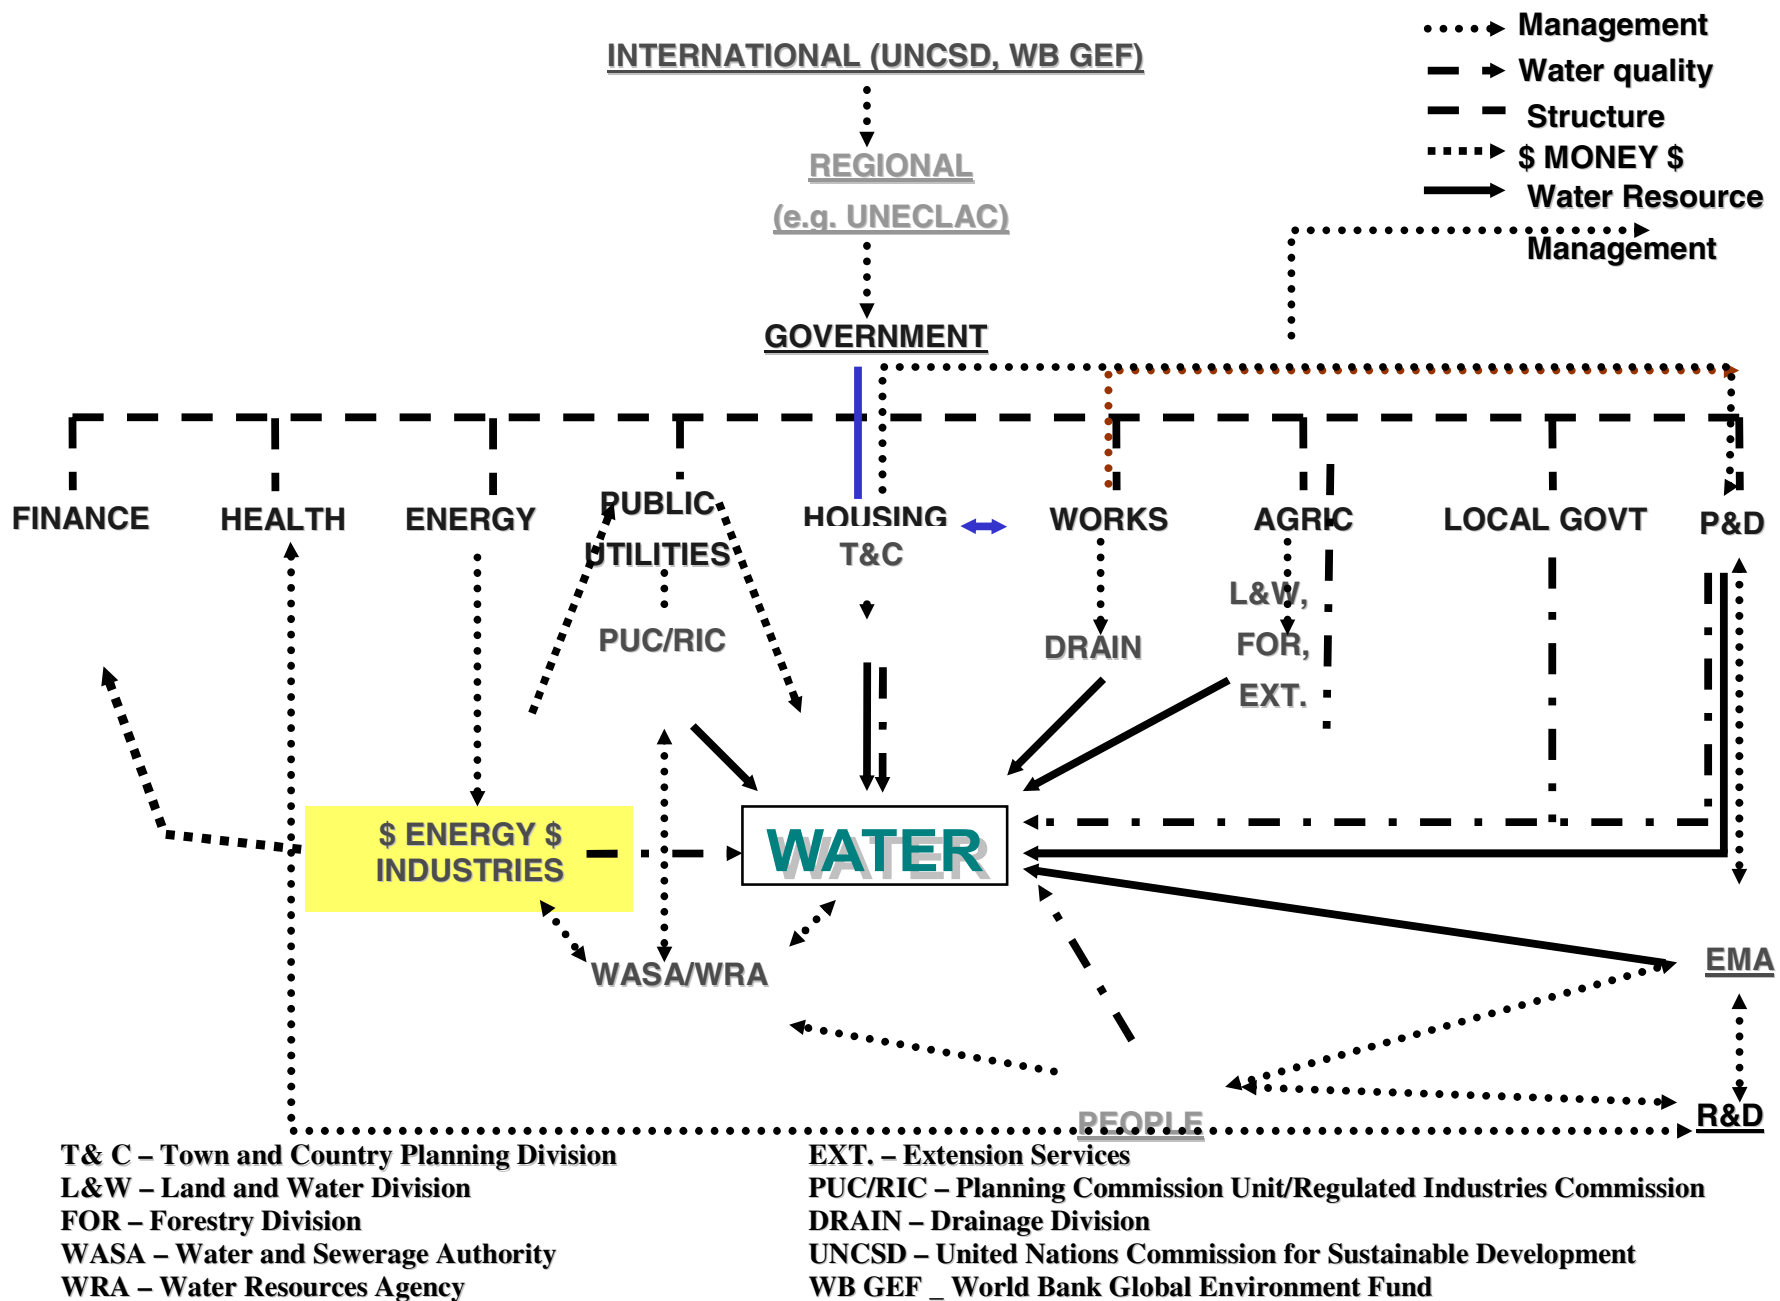 INTERNATIONAL (UNCSD, WB GEF)
Management
Water quality
Structure
$ MONEY $
Water Resource
Management
REGIONAL
(e.g. UNECLAC)
GOVERNMENT
FINANCE
HEALTH
ENERGY
PUBLIC
UTILITIES
HOUSING
T&C
WORKS
AGRIC
LOCAL GOVT
P&D
PUC/RIC
DRAIN
L&W,
FOR,
EXT.
$ ENERGY $
INDUSTRIES
WATER
WASA/WRA
EMA
PEOPLE
R&D
T& C – Town and Country Planning Division
L&W – Land and Water Division
FOR – Forestry Division
WASA – Water and Sewerage Authority
WRA – Water Resources Agency
EXT. – Extension Services
PUC/RIC – Planning Commission Unit/Regulated Industries Commission
DRAIN – Drainage Division
UNCSD – United Nations Commission for Sustainable Development
WB GEF _ World Bank Global Environment Fund